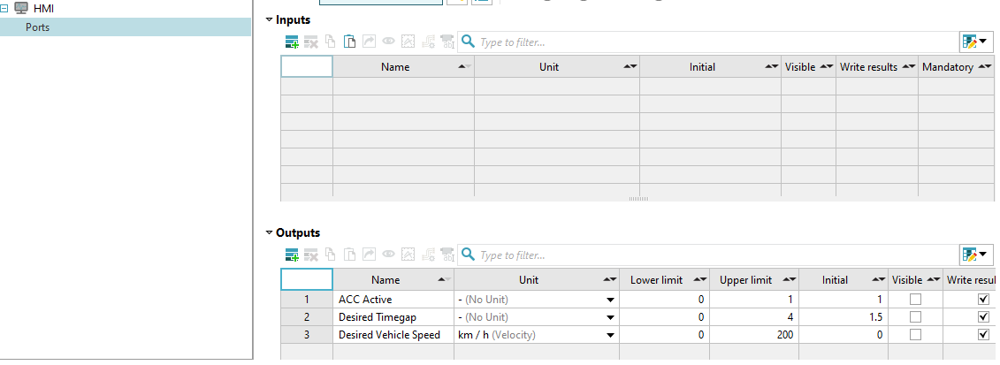 HMI
Ports
Inputs
Type to filter...
Name Unit Initial Visible Write results Mandatory
Outputs
Type to filter...
Name Unit Lower limit Upper limit Initial Visible Write resul
1 ACC Active - (No Unit) 0 1 1
2 Desired Timegap - (No Unit) 0 4 1.5
3 Desired Vehicle Speed km / h (Velocity) 0 200 0